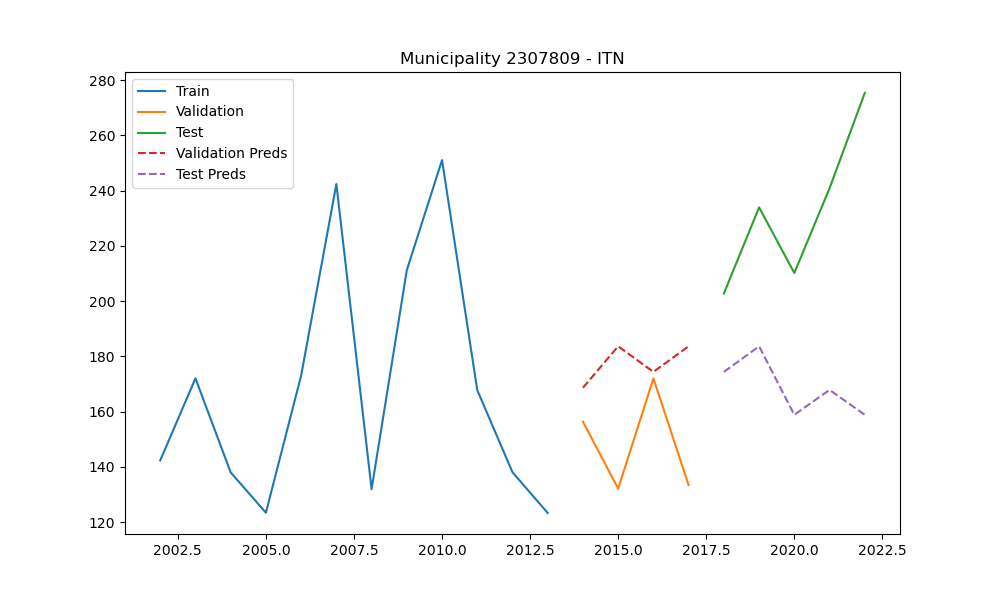 Municipality 2307809 - ITN
280
260
240
220
200
180
160
140
120
Train
Validation
Test
Validation Preds
Test Preds
2002.5 2005.0 2007.5 2010.0 2012.5 2015.0 2017.5 2020.0 2022.5